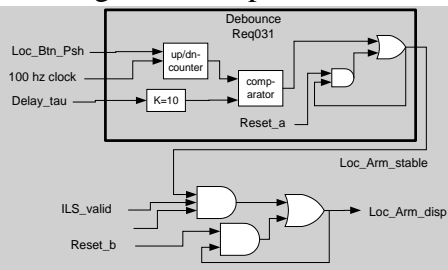 Debounce
Req031
Loc_Btn_Psh
up/dn-
counter
100 hz clock
comp-
arator
Delay_tau
K=10
Reset_a
Loc_Arm_stable
ILS_valid
Loc_Arm_disp
Reset_b